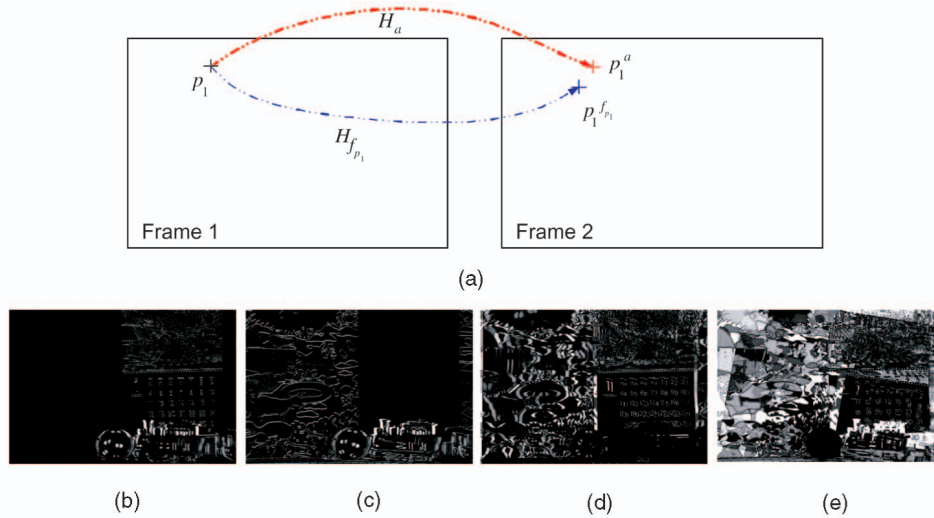 H_a
p_1
p_1^a
p_1^{f_{p_1}}
H_{f_{p_1}}
Frame 1
Frame 2
(a)
(b)
(c)
(d)
(e)